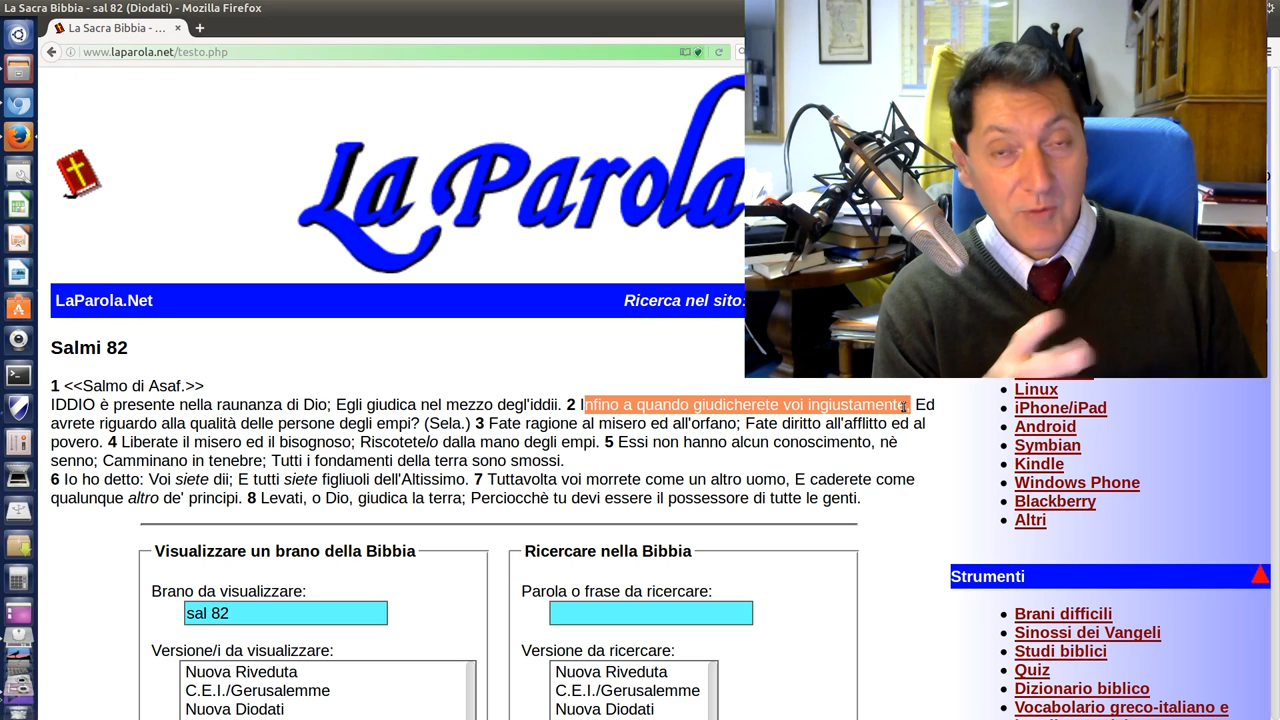 La Sacra Bibbia - sal 82 (Diodati) - Mozilla Firefox
La Sacra Bibbia - …
www.laparola.net/testo.php
La Parola
LaParola.Net
Ricerca nel sito:
Salmi 82
1 <<Salmo di Asaf.>>
IDDIO è presente nella raunanza di Dio; Egli giudica nel mezzo degl'iddii. 2 Infino a quando giudicherete voi ingiustamente, Ed
avrete riguardo alla qualità delle persone degli empi? (Sela.) 3 Fate ragione al misero ed all'orfano; Fate diritto all'afflitto ed al
povero. 4 Liberate il misero ed il bisognoso; Riscotetelo dalla mano degli empi. 5 Essi non hanno alcun conoscimento, nè
senno; Camminano in tenebre; Tutti i fondamenti della terra sono smossi.
6 Io ho detto: Voi siete dii; E tutti siete figliuoli dell'Altissimo. 7 Tuttavolta voi morrete come un altro uomo, E caderete come
qualunque altro de' principi. 8 Levati, o Dio, giudica la terra; Perciocchè tu devi essere il possessore di tutte le genti.
Visualizzare un brano della Bibbia
Brano da visualizzare:
sal 82
Versione/i da visualizzare:
Nuova Riveduta
C.E.I./Gerusalemme
Nuova Diodati
Ricercare nella Bibbia
Parola o frase da ricercare:
Versione da ricercare:
Nuova Riveduta
C.E.I./Gerusalemme
Nuova Diodati
Linux
iPhone/iPad
Android
Symbian
Kindle
Windows Phone
Blackberry
Altri
Strumenti
Brani difficili
Sinossi dei Vangeli
Studi biblici
Quiz
Dizionario biblico
Vocabolario greco-italiano e